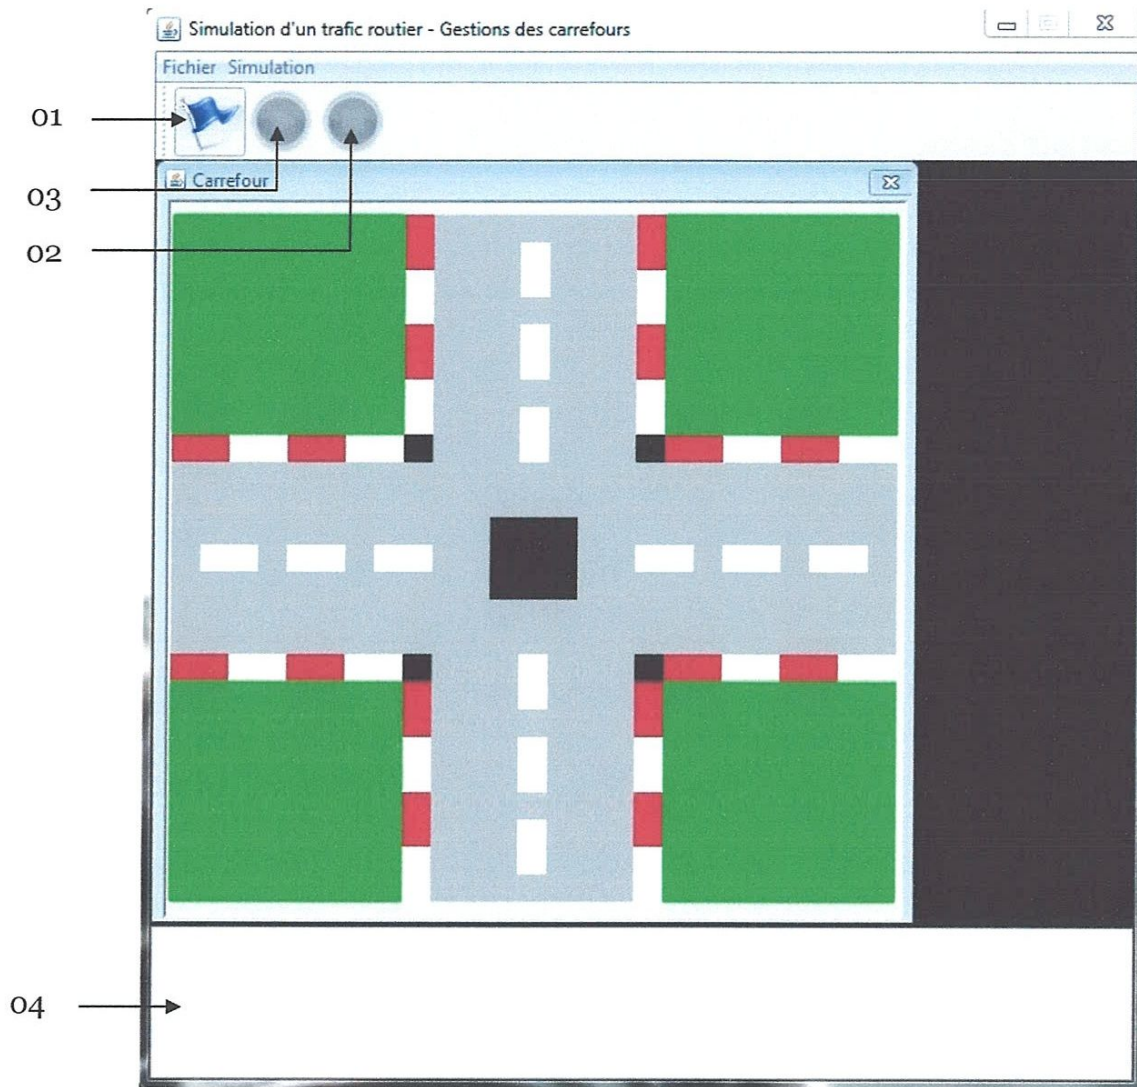 Simulation d'un trafic routier - Gestions des carrefours
Fichier Simulation
01
03
Carrefour
02
04